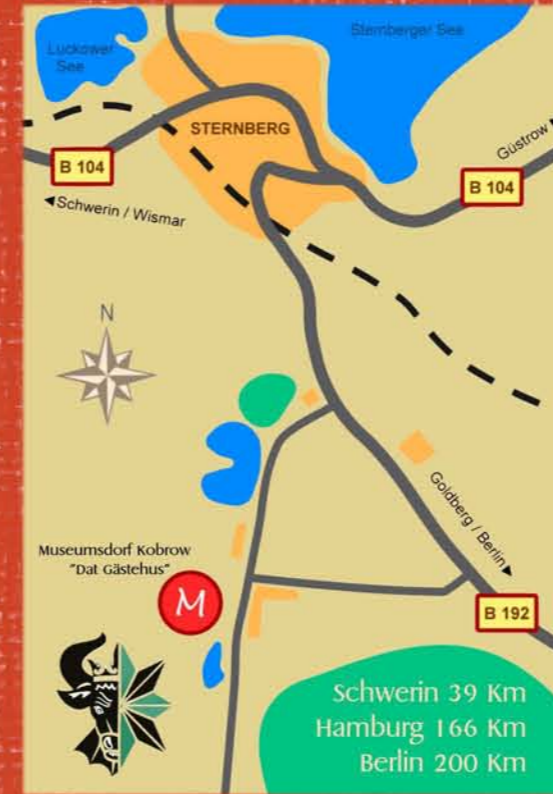 Luckower
See
Sternberger See
STERNBERG
Güstrow
B 104
B 104
Schwerin / Wismar
N
Goldberg / Berlin
Museumsdorf Kobrow
"Dat Gästehus"
M
B 192
Schwerin 39 Km
Hamburg 166 Km
Berlin 200 Km